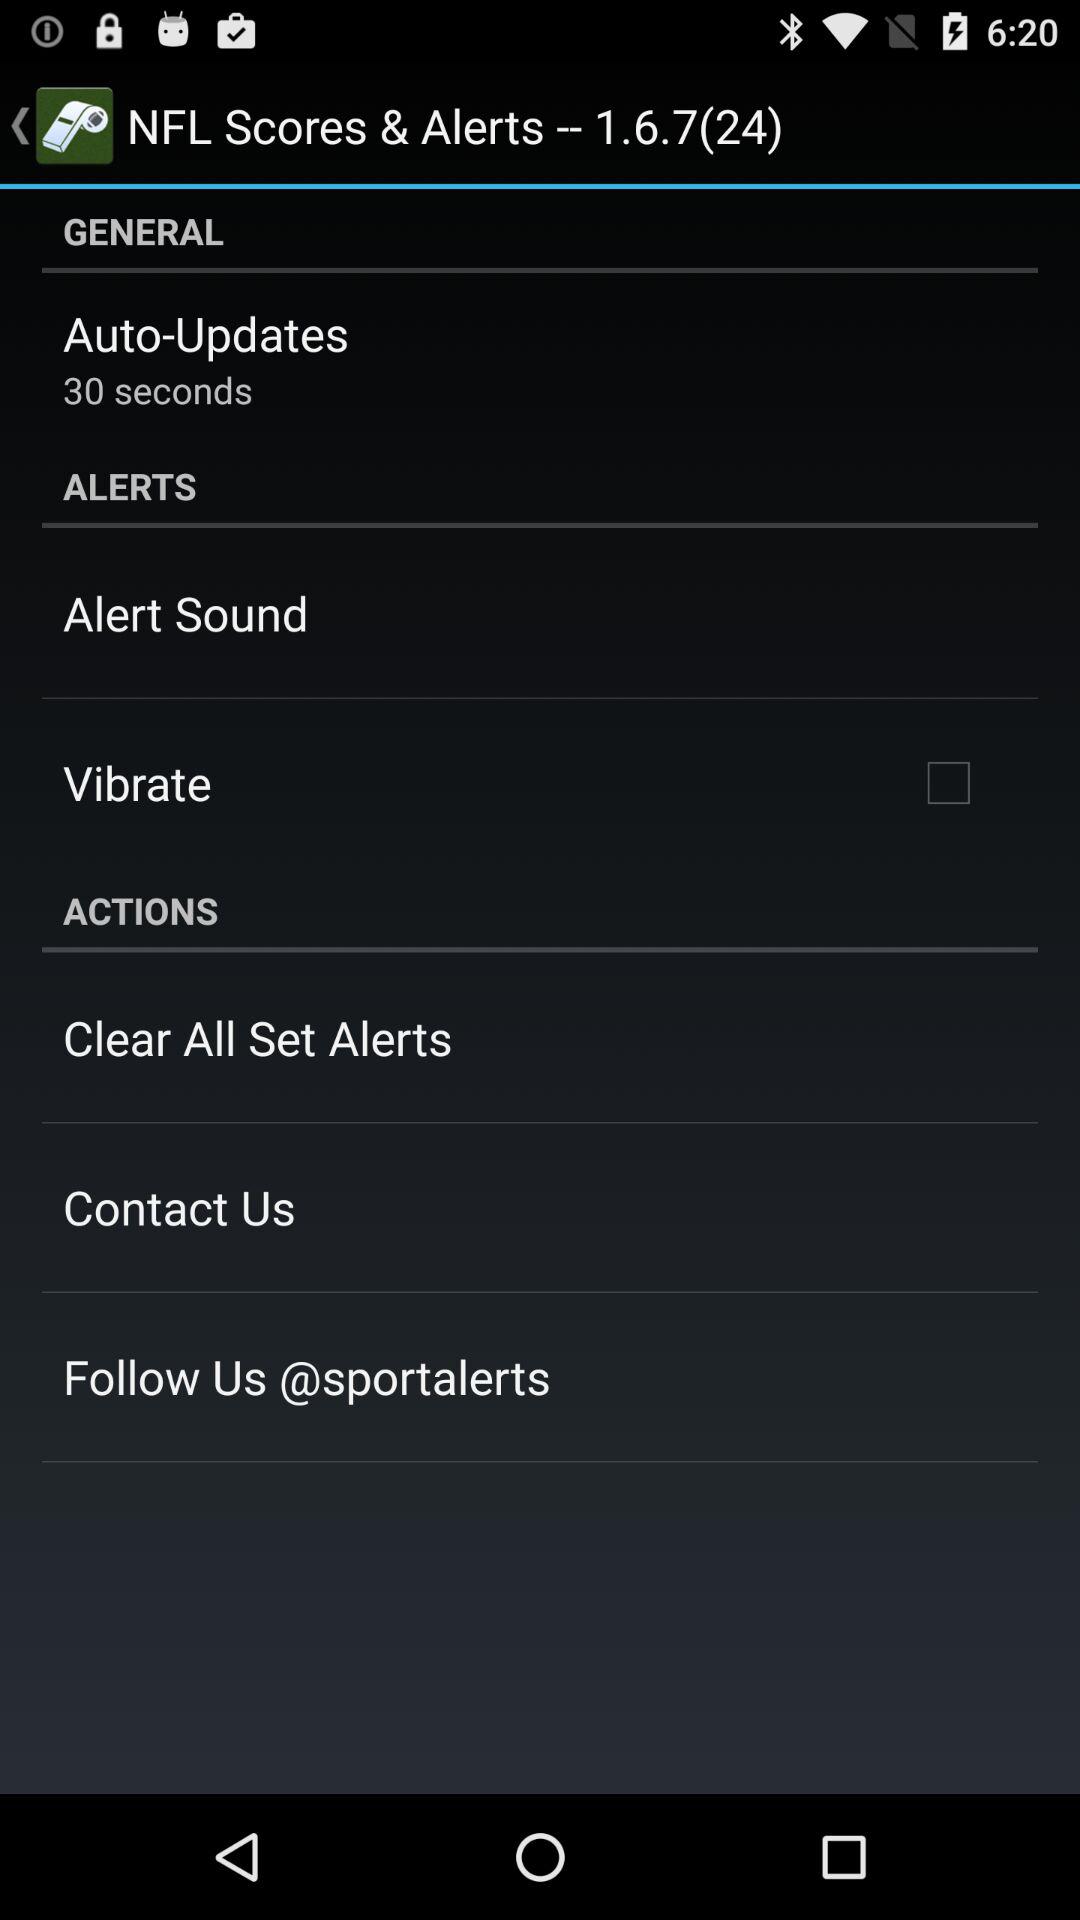 6:20
NFL Scores & Alerts -- 1.6.7(24)
GENERAL
Auto-Updates
30 seconds
ALERTS
Alert Sound
Vibrate
ACTIONS
Clear All Set Alerts
Contact Us
Follow Us @sportalerts